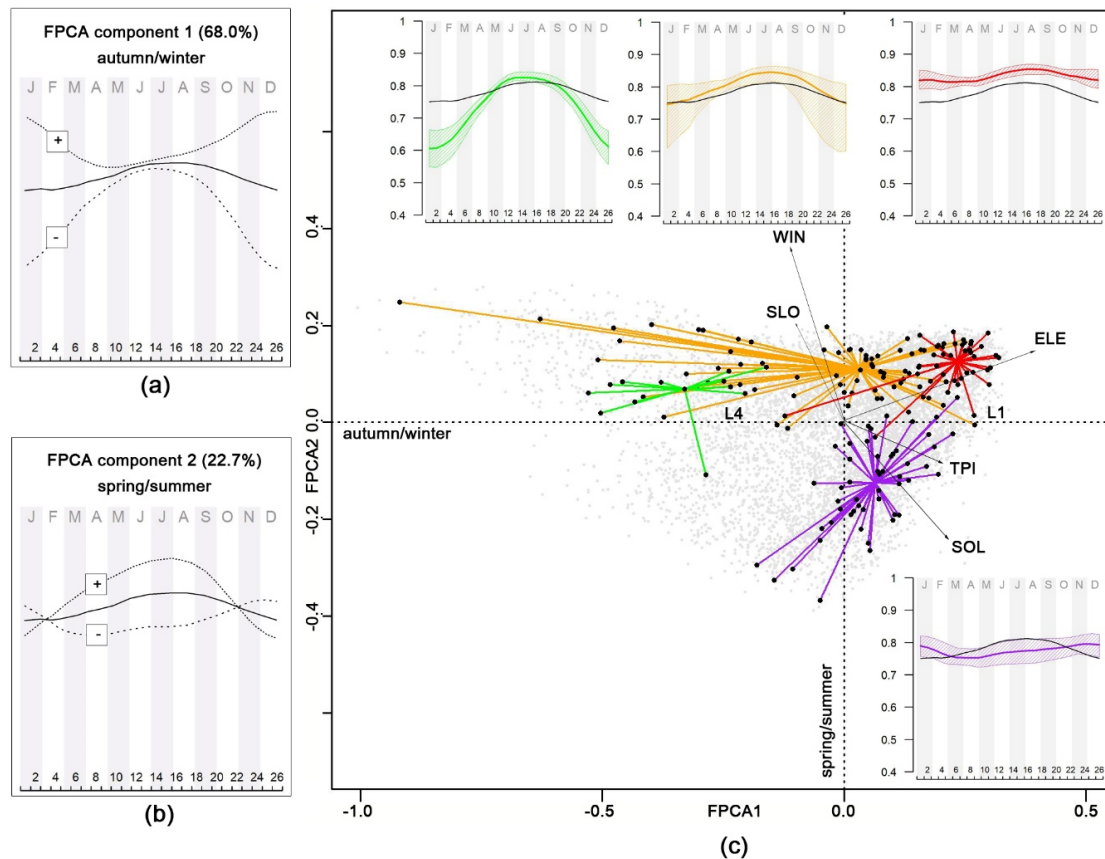 FPCA component 1 (68.0%)
autumn/winter
J F M A M J J A S O N D
+
-
2 4 6 8 10 12 14 16 18 20 22 24 26
(a)
FPCA component 2 (22.7%)
spring/summer
J F M A M J J A S O N D
+
-
2 4 6 8 10 12 14 16 18 20 22 24 26
(b)
J F M A M J J A S O N D
1
0.9
0.8
0.7
0.6
0.5
0.4
2 4 6 8 10 12 14 16 18 20 22 24 26
J F M A M J J A S O N D
1
0.9
0.8
0.7
0.6
0.5
0.4
2 4 6 8 10 12 14 16 18 20 22 24 26
J F M A M J J A S O N D
1
0.9
0.8
0.7
0.6
0.5
0.4
2 4 6 8 10 12 14 16 18 20 22 24 26
WIN
SLO
ELE
L4
L1
autumn/winter
TPI
SOL
J F M A M J J A S O N D
1
0.9
0.8
0.7
0.6
0.5
0.4
2 4 6 8 10 12 14 16 18 20 22 24 26
spring/summer
FPCA2
0.4
0.2
0.0
-0.2
-0.4
-1.0 -0.5 0.0 0.5
FPCA1
(c)